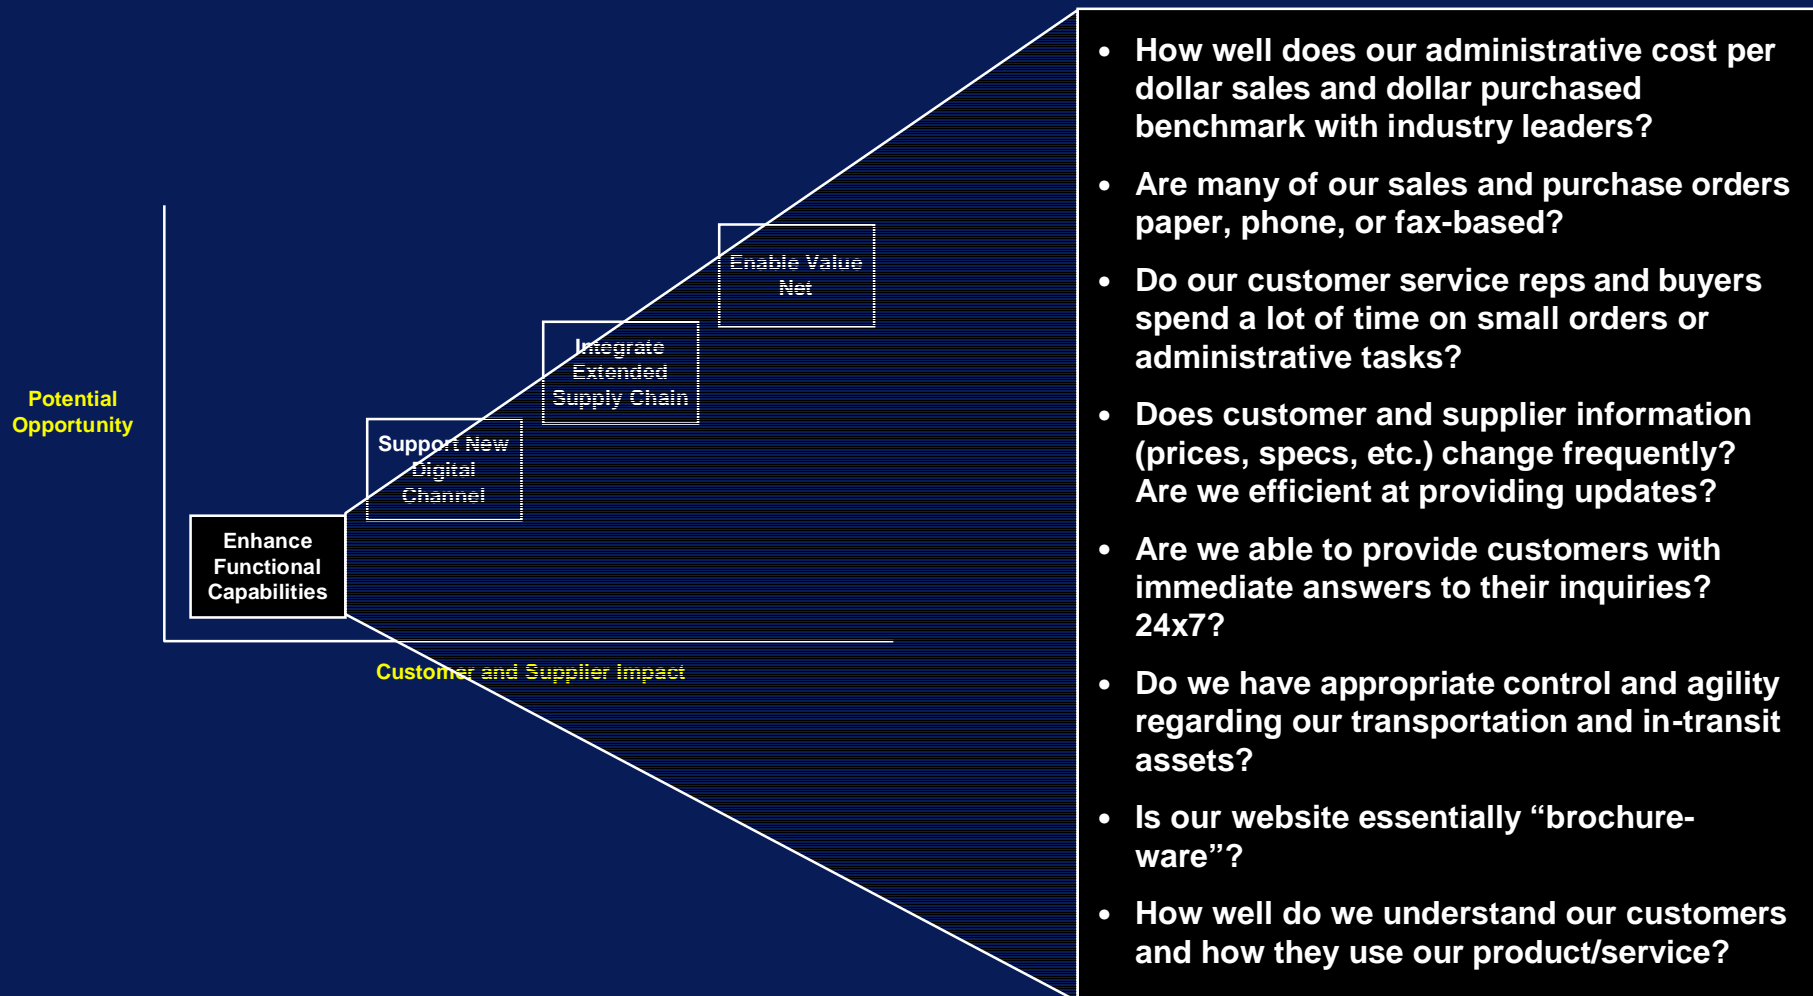 Potential
Opportunity
Enable Value
Net
Integrate
Extended
Supply Chain
Support New
Digital
Channel
Enhance
Functional
Capabilities
Customer and Supplier Impact
• How well does our administrative cost per
dollar sales and dollar purchased
benchmark with industry leaders?
• Are many of our sales and purchase orders
paper, phone, or fax-based?
• Do our customer service reps and buyers
spend a lot of time on small orders or
administrative tasks?
• Does customer and supplier information
(prices, specs, etc.) change frequently?
Are we efficient at providing updates?
• Are we able to provide customers with
immediate answers to their inquiries?
24x7?
• Do we have appropriate control and agility
regarding our transportation and in-transit
assets?
• Is our website essentially “brochure-
ware”?
• How well do we understand our customers
and how they use our product/service?